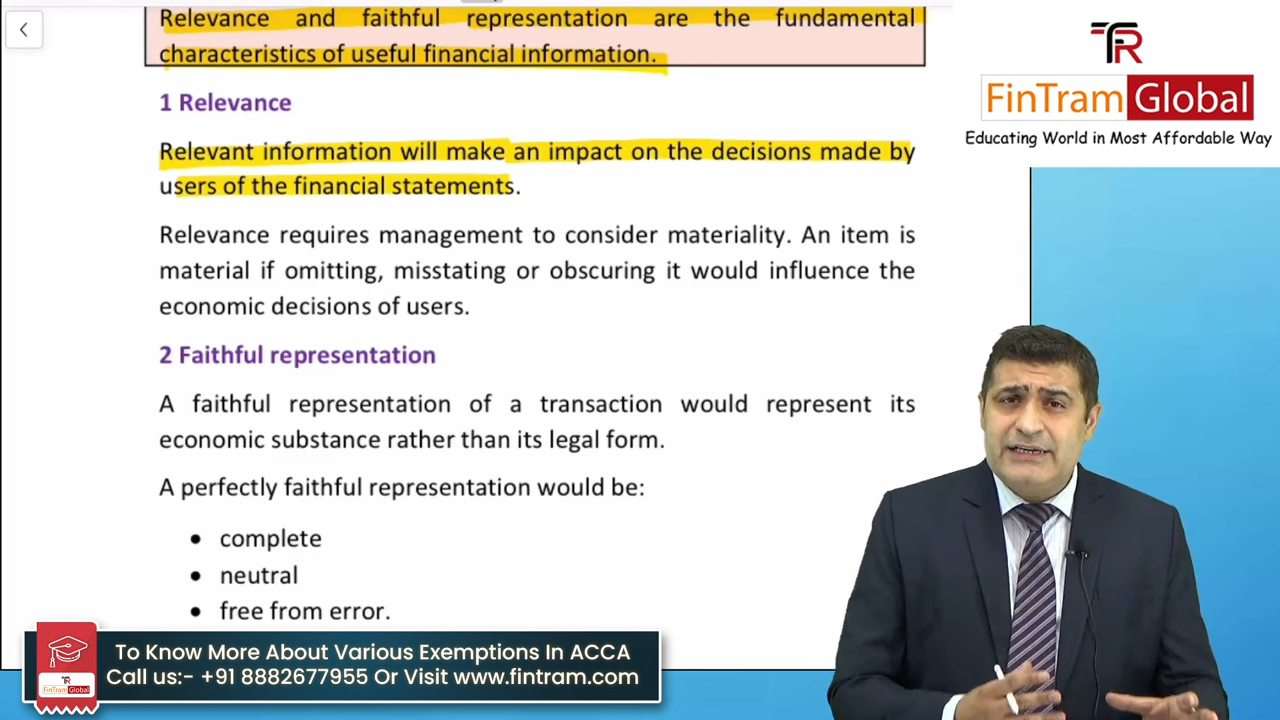 Relevance and faithful representation are the fundamental
characteristics of useful financial information.
1 Relevance
Relevant information will make an impact on the decisions made by
users of the financial statements.
Relevance requires management to consider materiality. An item is
material if omitting, misstating or obscuring it would influence the
economic decisions of users.
2 Faithful representation
A faithful representation of a transaction would represent its
economic substance rather than its legal form.
A perfectly faithful representation would be:
• complete
• neutral
• free from error.
FinTram Global
Educating World in Most Affordable Way
FinTram Global
To Know More About Various Exemptions In ACCA
Call us:- +91 8882677955 Or Visit www.fintram.com